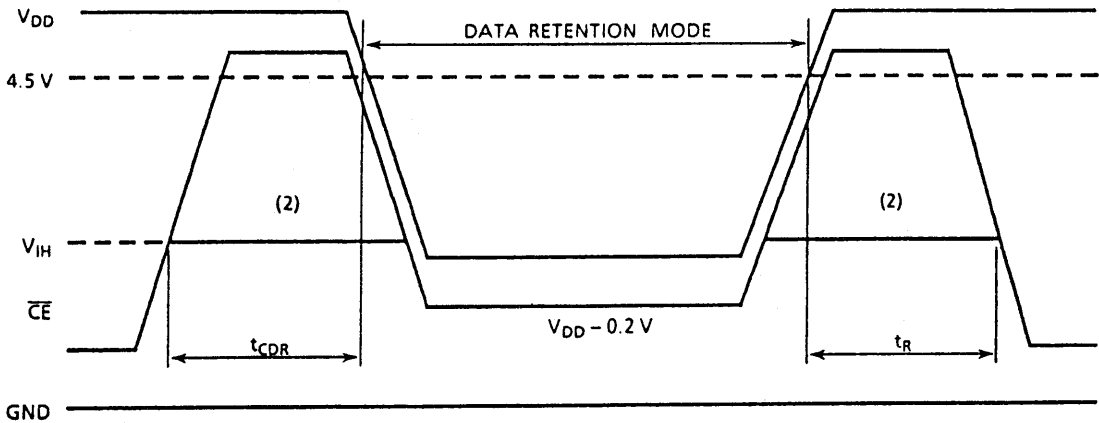 VDD
DATA RETENTION MODE
4.5 V
(2)
(2)
VIH
CE
VDD – 0.2 V
tCDR
tR
GND